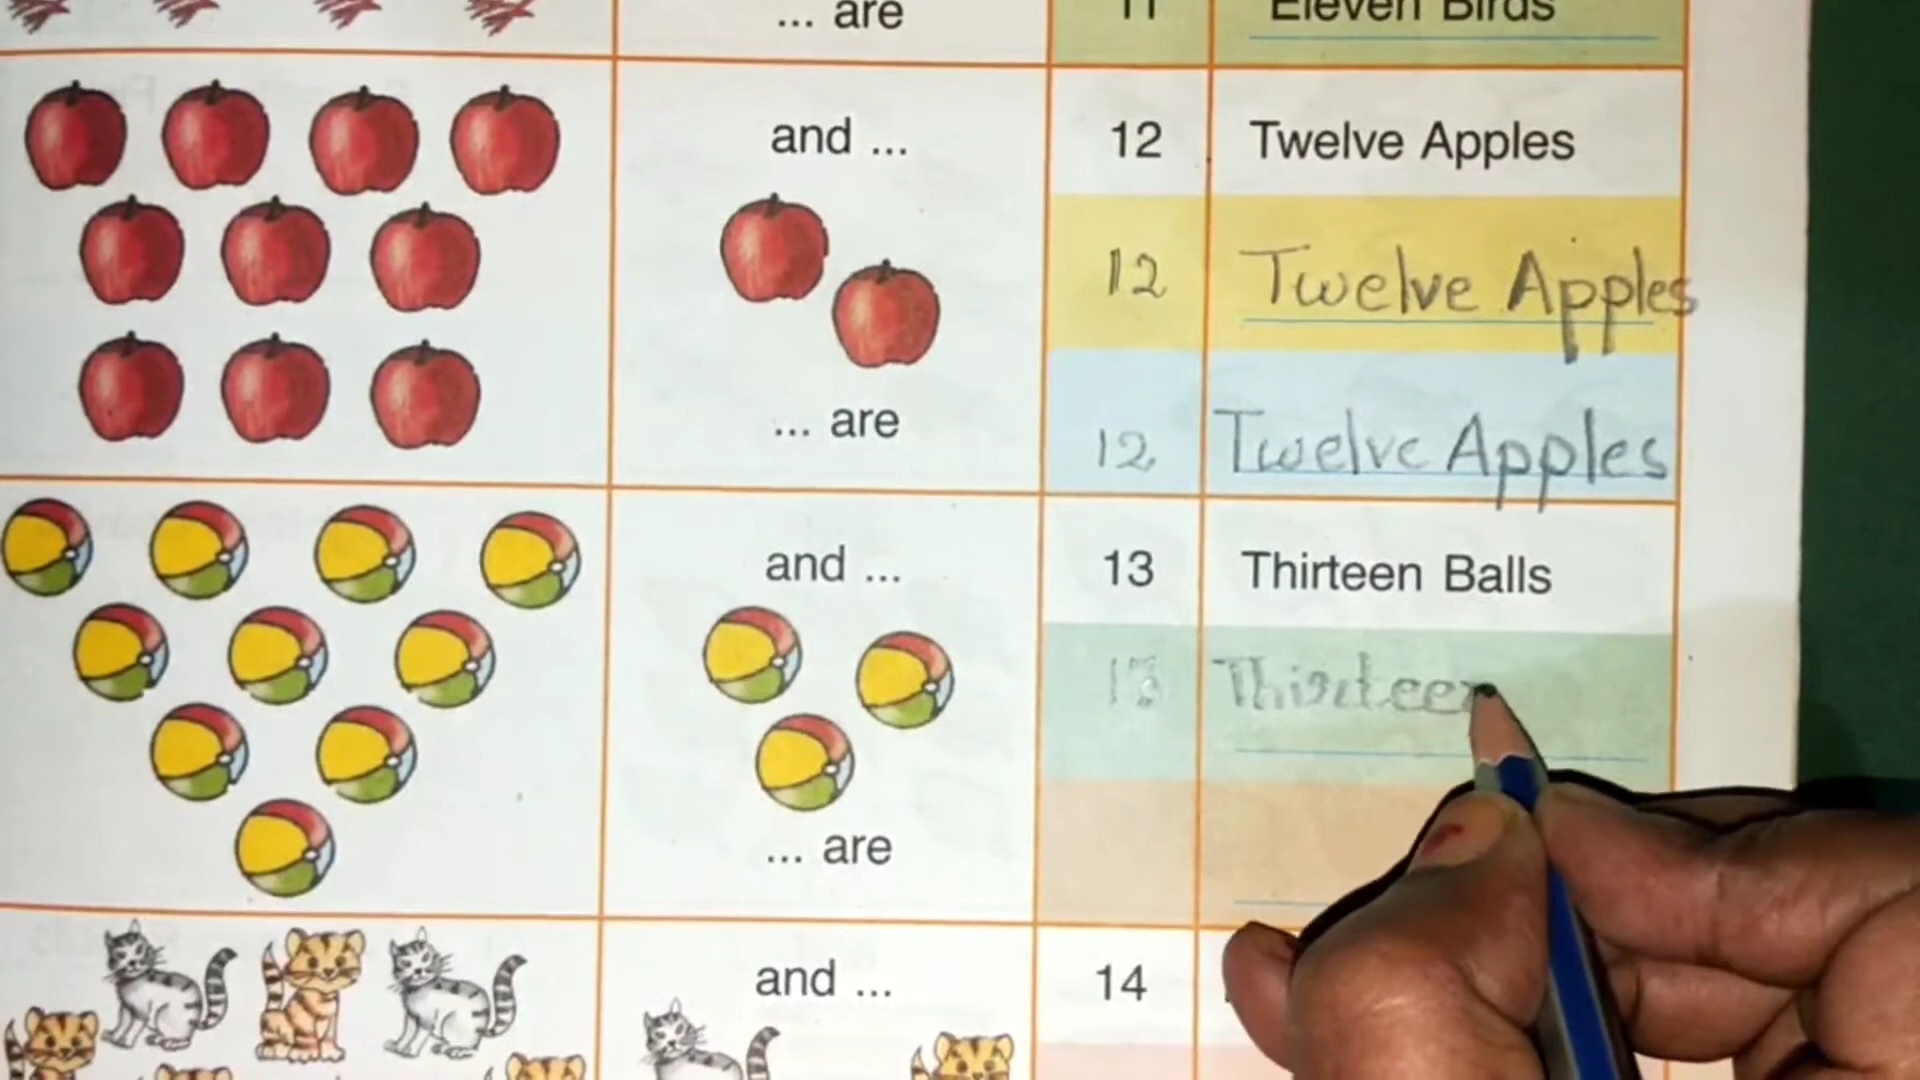 ... are 11 Eleven Birds
and ... 12 Twelve Apples
12 Twelve Apples
... are 12 Twelve Apples
and ... 13 Thirteen Balls
13 Thirteen
... are
and ... 14